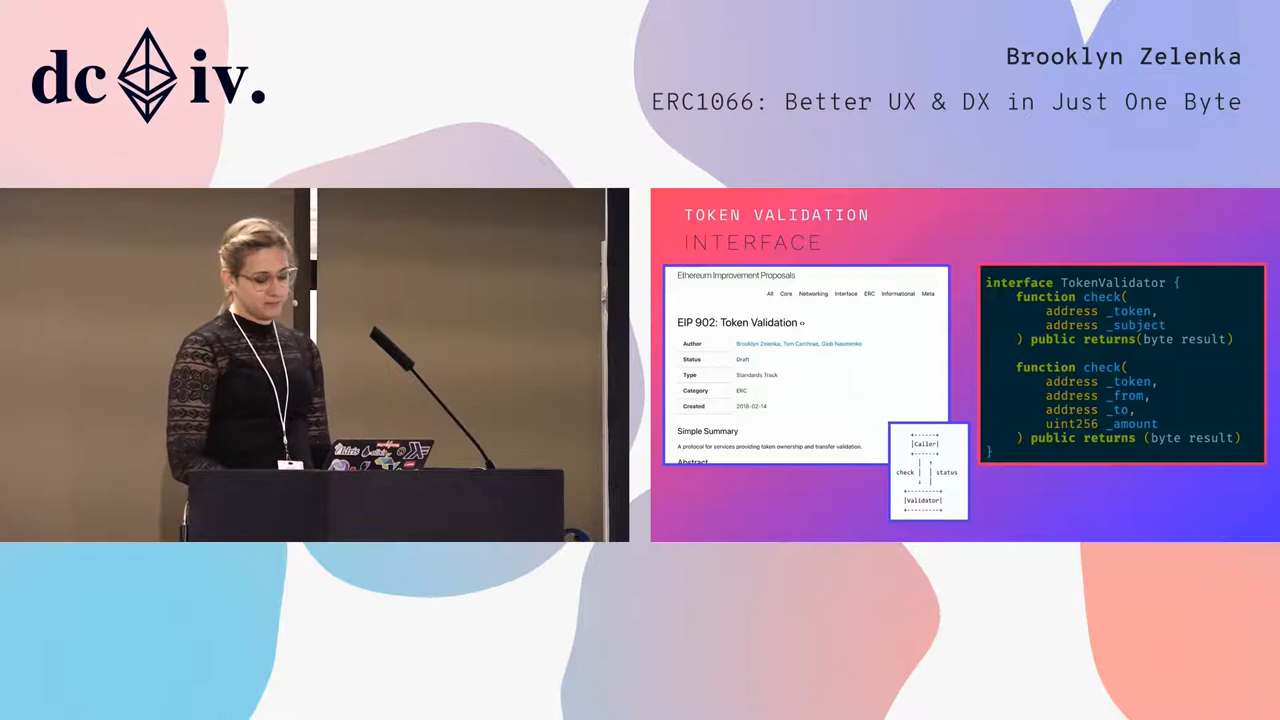 dc iv.
Brooklyn Zelenka
ERC1066: Better UX & DX in Just One Byte
TOKEN VALIDATION
INTERFACE
Ethereum Improvement Proposals
All Core Networking Interface ERC Informational Meta
EIP 902: Token Validation
Author Brooklyn Zelenka, Tom Carchrae, Gleb Naumenko
Status Draft
Type Standards Track
Category ERC
Created 2018-02-14
Simple Summary
A protocol for services providing token ownership and transfer validation.
Abstract
+------+
|Caller|
+------+
check | | status
+---------+
|Validator|
+---------+
interface TokenValidator {
function check(
address _token,
address _subject
) public returns(byte result)
function check(
address _token,
address _from,
address _to,
uint256 _amount
) public returns (byte result)
}